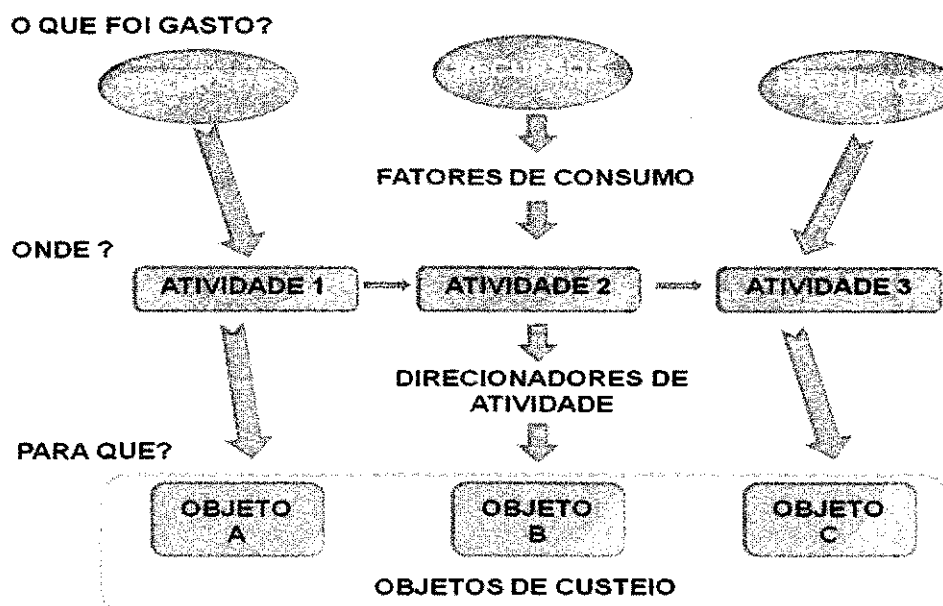 O QUE FOI GASTO?
FATORES DE CONSUMO
ONDE ?
ATIVIDADE 1
ATIVIDADE 2
ATIVIDADE 3
DIRECIONADORES DE
ATIVIDADE
PARA QUE?
OBJETO
A
OBJETO
B
OBJETO
C
OBJETOS DE CUSTEIO